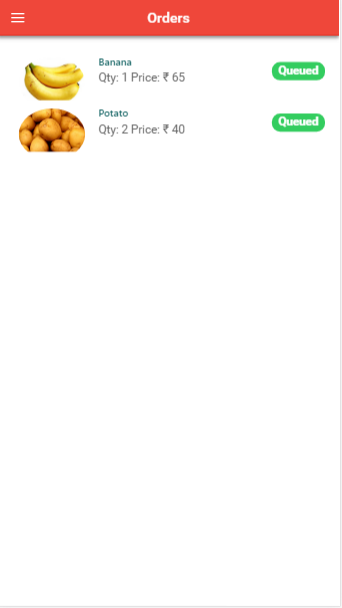 Orders
Banana
Qty: 1 Price: ₹ 65
Queued
Potato
Qty: 2 Price: ₹ 40
Queued